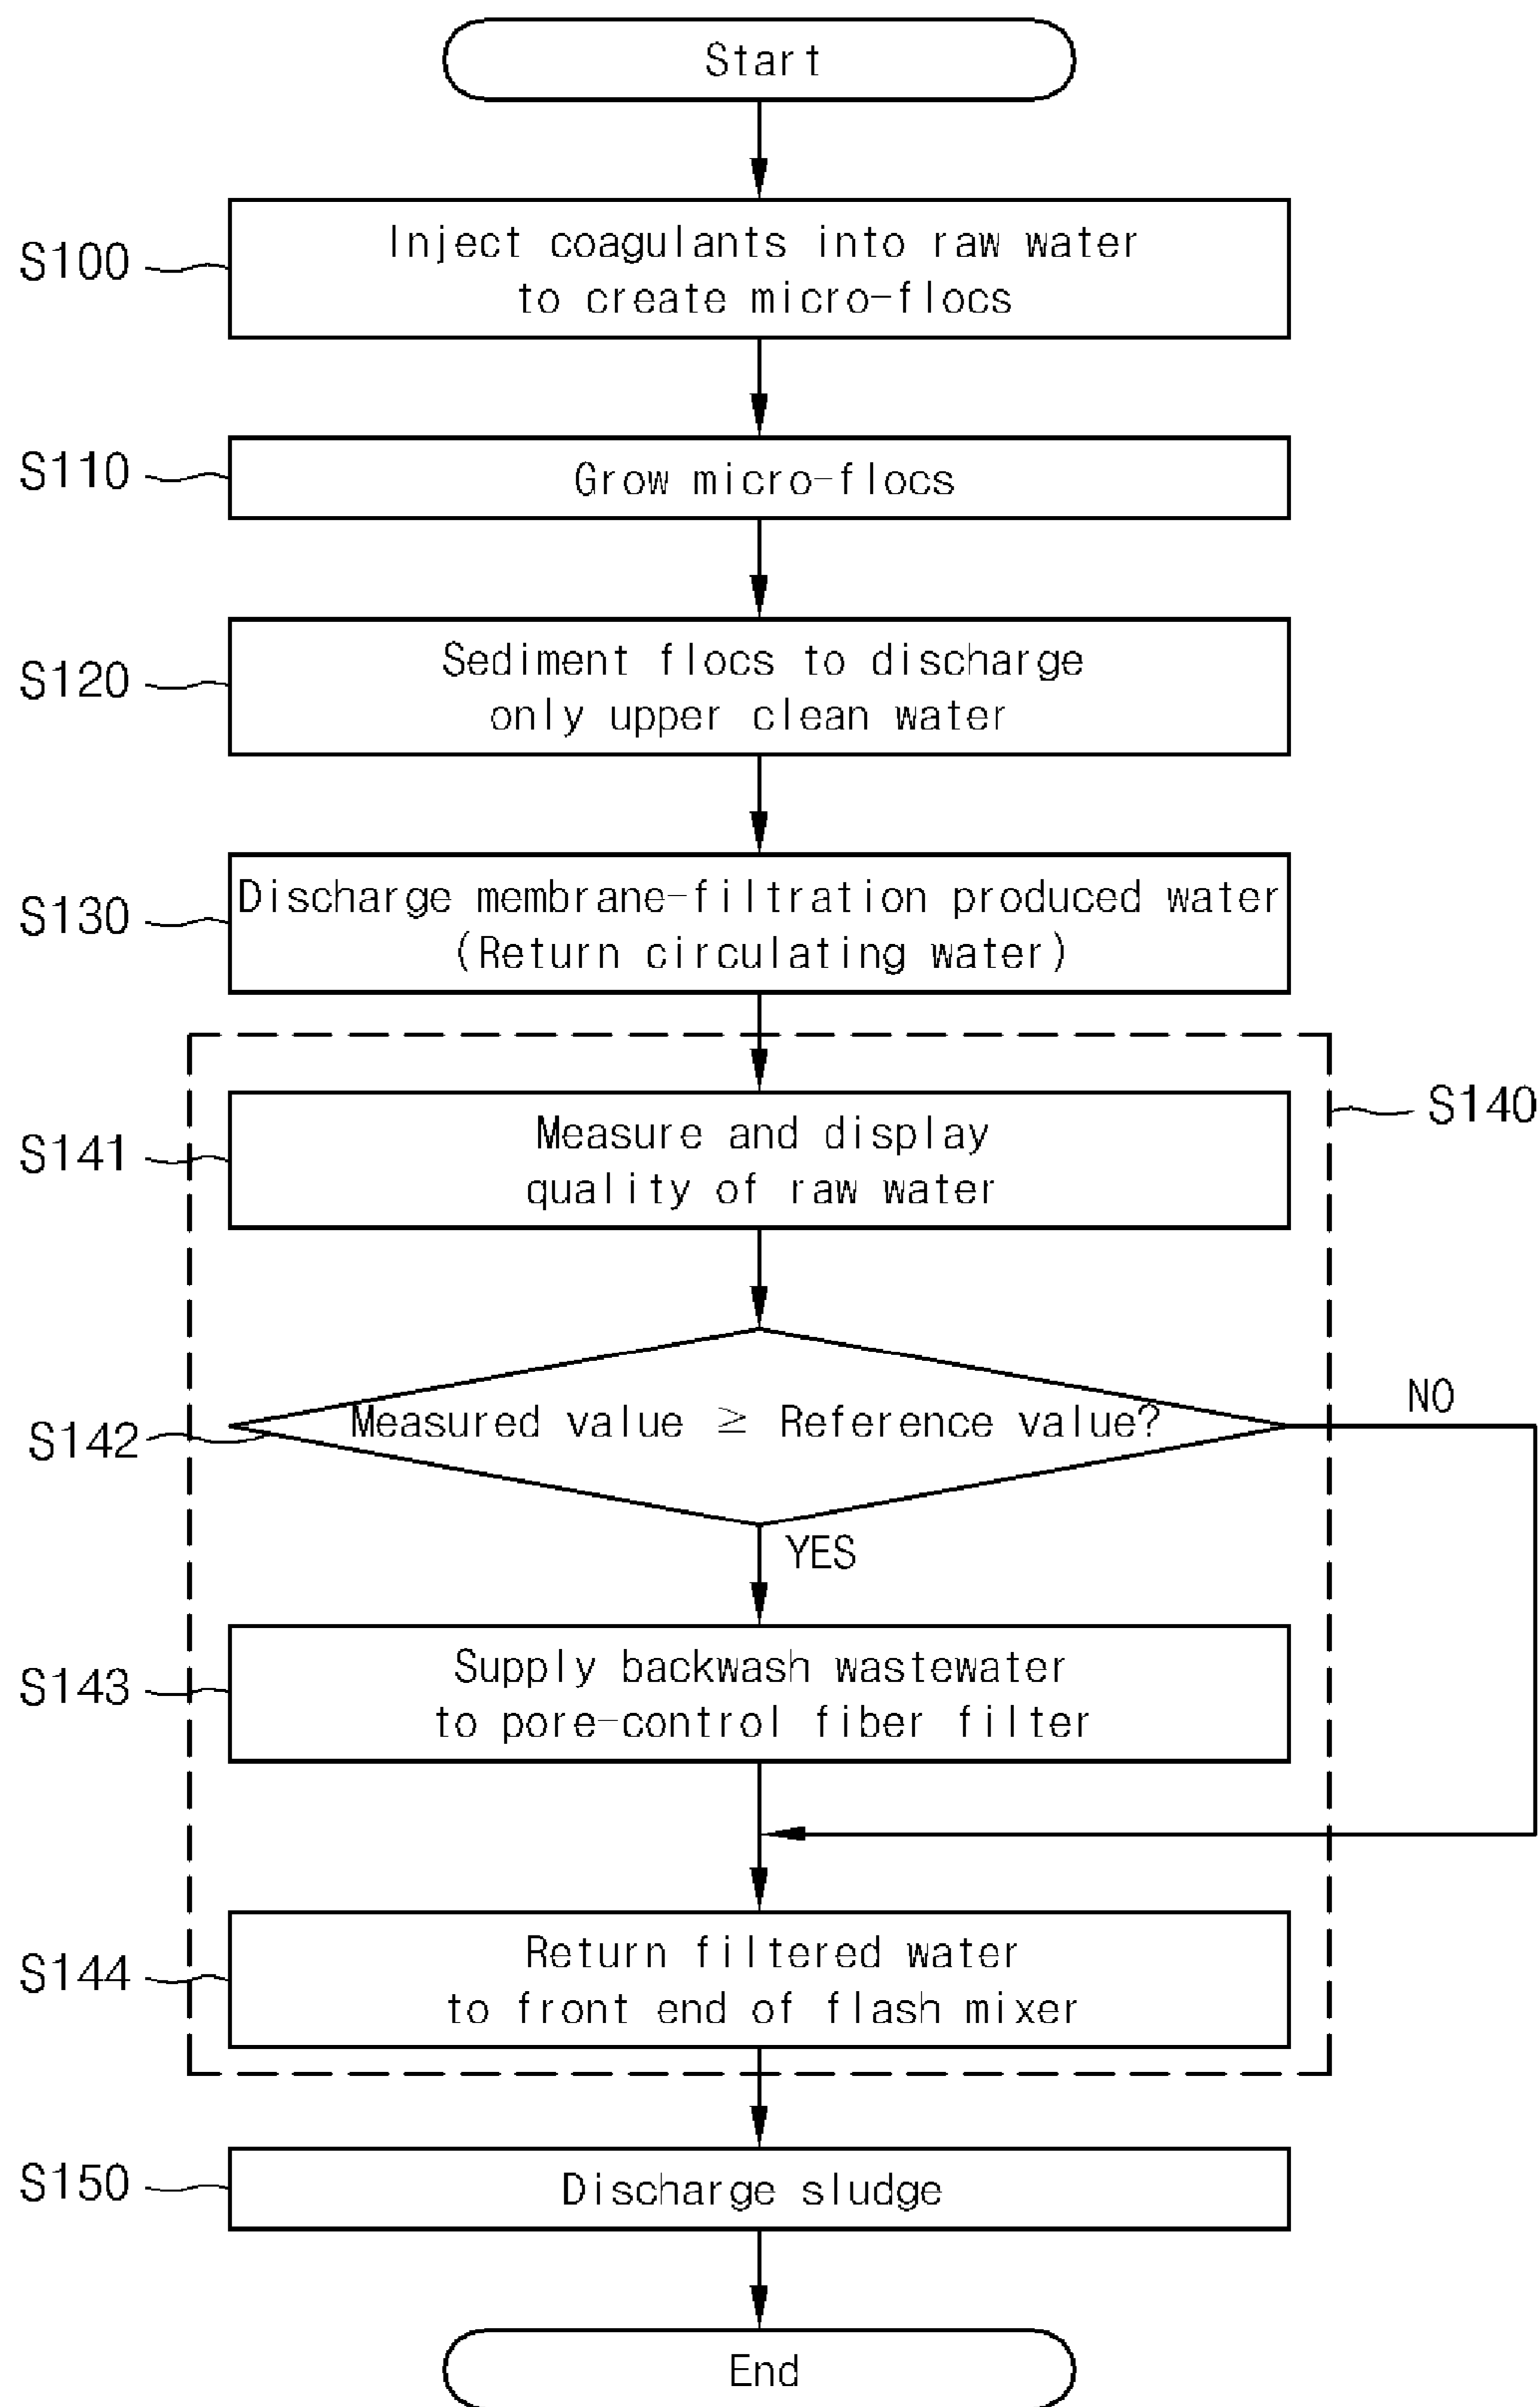 Start
S100
Inject coagulants into raw water
to create micro-flocs
S110
Grow micro-flocs
S120
Sediment flocs to discharge
only upper clean water
S130
Discharge membrane-filtration produced water
(Return circulating water)
S140
S141
Measure and display
quality of raw water
S142
Measured value ≥ Reference value?
NO
YES
S143
Supply backwash wastewater
to pore-control fiber filter
S144
Return filtered water
to front end of flash mixer
S150
Discharge sludge
End